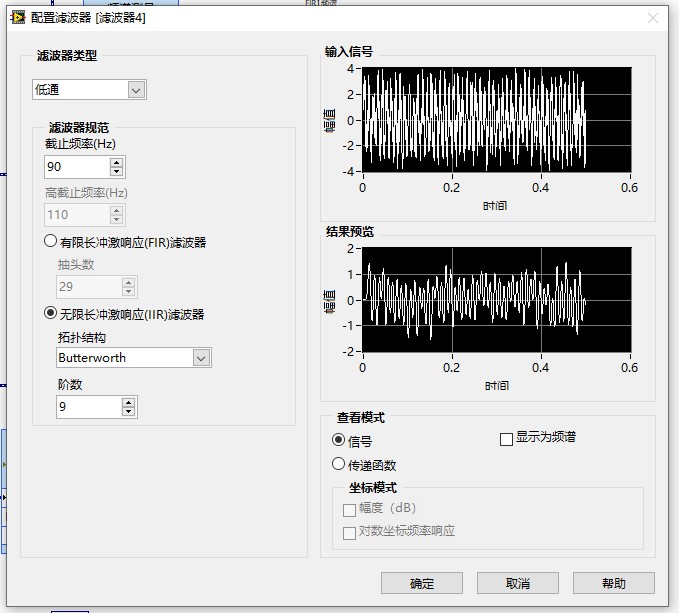 配置滤波器 [滤波器4]
滤波器类型
低通
滤波器规范
截止频率(Hz)
90
高截止频率(Hz)
110
有限长冲激响应(FIR)滤波器
抽头数
29
无限长冲激响应(IIR)滤波器
拓扑结构
Butterworth
阶数
9
输入信号
幅值
4
2
0
-2
-4
0
0.2
0.4
0.6
时间
结果预览
幅值
2
1
0
-1
-2
0
0.2
0.4
0.6
时间
查看模式
信号
显示为频谱
传递函数
坐标模式
幅度（dB）
对数坐标频率响应
确定
取消
帮助